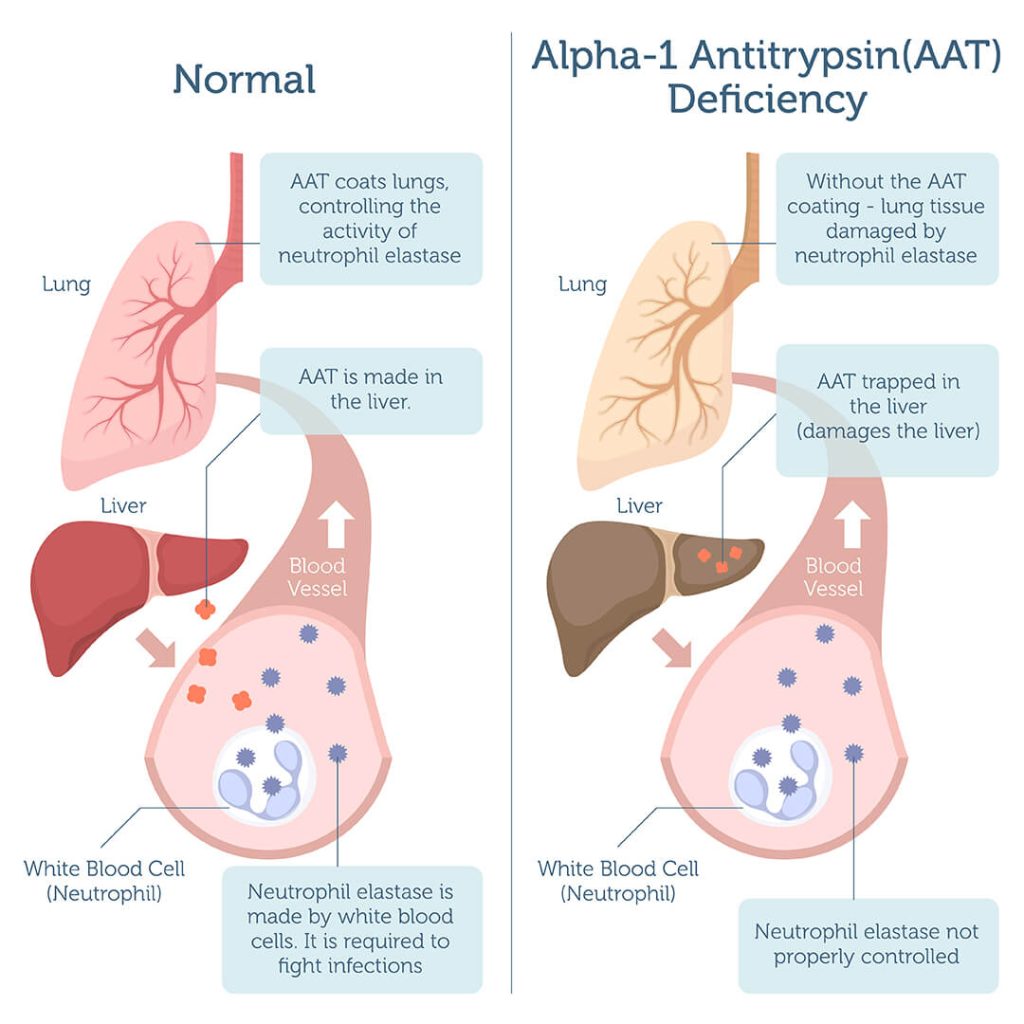 Normal
AAT coats lungs,
controlling the
activity of
neutrophil elastase
Lung
AAT is made in
the liver.
Liver
Blood
Vessel
White Blood Cell
(Neutrophil)
Neutrophil elastase is
made by white blood
cells. It is required to
fight infections
Alpha-1 Antitrypsin(AAT)
Deficiency
Without the AAT
coating - lung tissue
damaged by
neutrophil elastase
Lung
AAT trapped in
the liver
(damages the liver)
Liver
Blood
Vessel
White Blood Cell
(Neutrophil)
Neutrophil elastase not
properly controlled